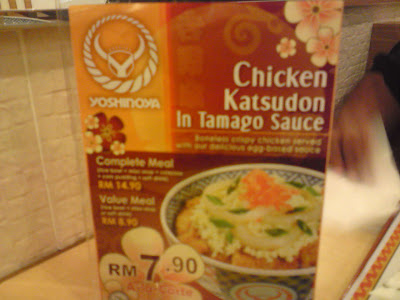 YOSHINOYA
Chicken
Katsudon
In Tamago Sauce
Boneless crispy chicken served
with our delicious egg-based sauce
Complete Meal
RM 14.90
Value Meal
RM 8.90
RM 7.90